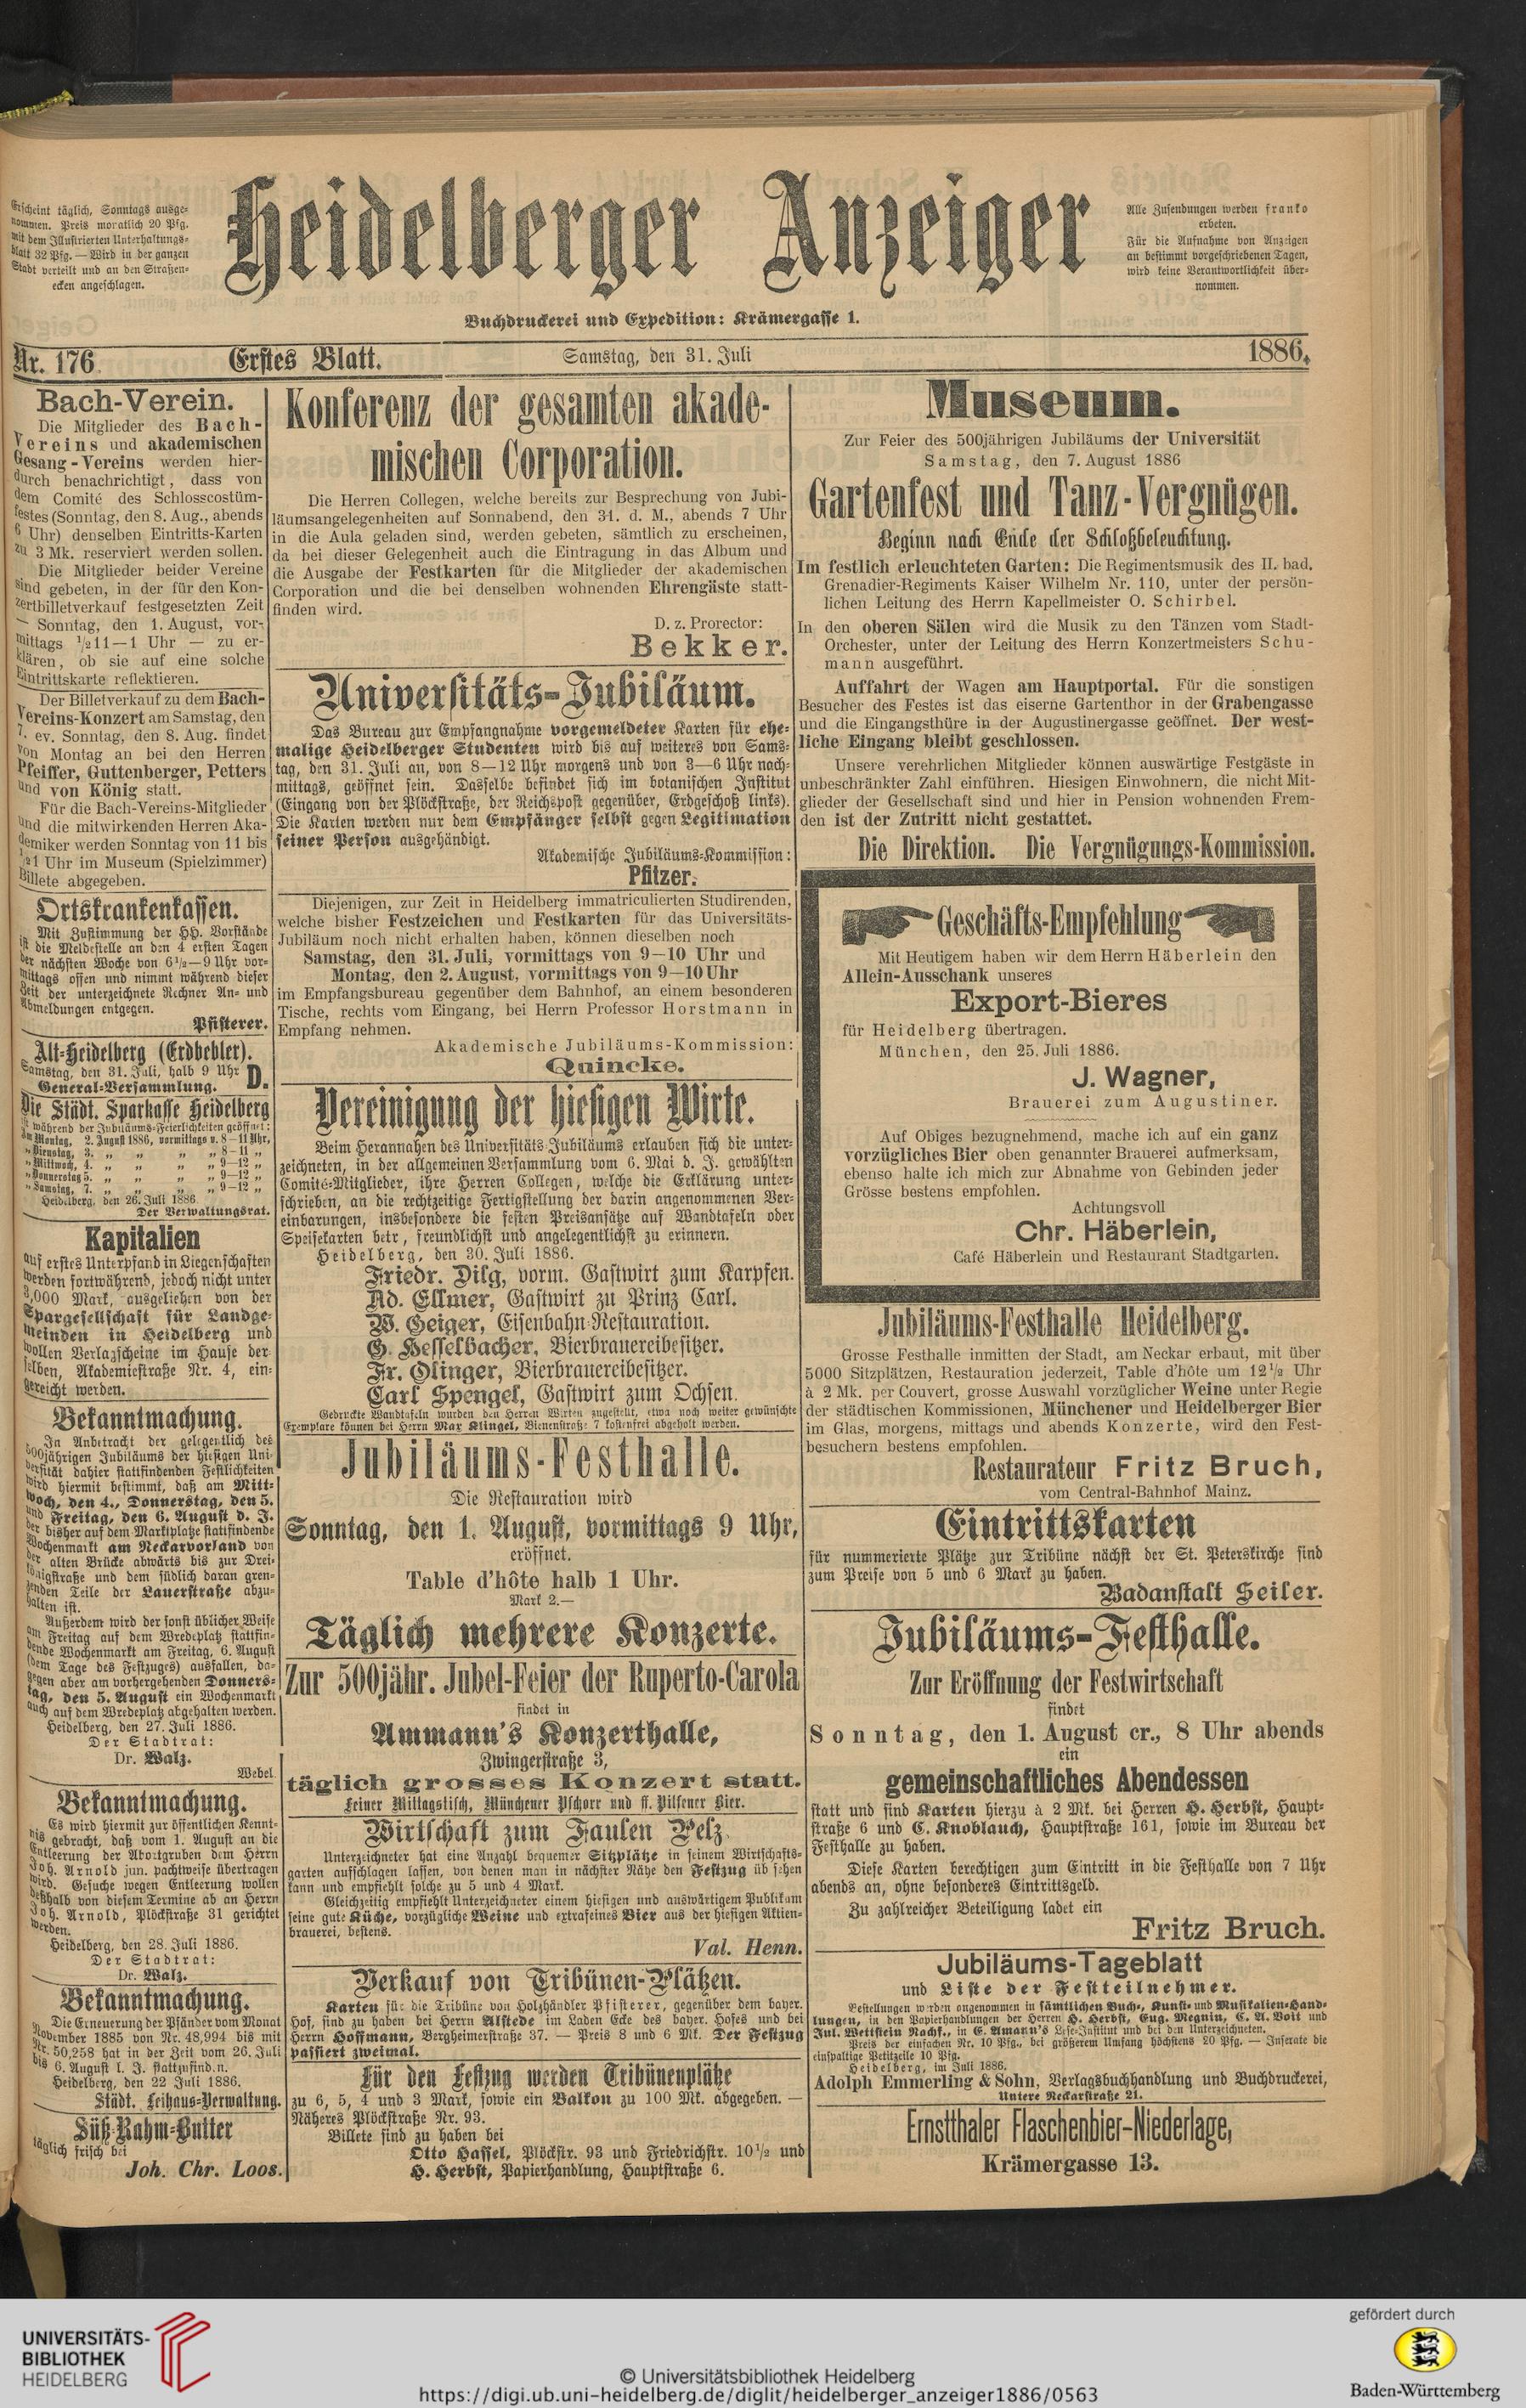 Erscheint täglich, Sonntags ausge-
nommen. Preis monatlich 20 Pfg.
mit dem Illustrierten Unterhaltungs-
blatt 32 Pfg. — Wird in der ganzen
Stadt verteilt und an den Straßen-
ecken angeschlagen.
Heidelberger Anzeiger
Alle Zusendungen werden franko
erbeten.
Für die Aufnahme von Anzeigen
an bestimmt vorgeschriebenen Tagen,
wird keine Verantwortlichkeit über-
nommen.
Buchdruckerei und Expedition: Krämergasse 1.
Nr. 176.
Erstes Blatt.
Samstag, den 31. Juli
1886.
Bach-Verein.
Die Mitglieder des Bach-
Vereins und akademischen
Gesang-Vereins werden hier-
durch benachrichtigt, dass von
dem Comité des Schlosscostüm-
festes (Sonntag, den 8. Aug., abends
6 Uhr) denselben Eintritts-Karten
zu 3 Mk. reserviert werden sollen.
Die Mitglieder beider Vereine
sind gebeten, in der für den Kon-
zertbilletverkauf festgesetzten Zeit
— Sonntag, den 1. August, vor-
mittags ½11—1 Uhr — zu er-
klären, ob sie auf eine solche
Eintrittskarte reflektieren.
Der Billetverkauf zu dem Bach-
Vereins-Konzert am Samstag, den
7. ev. Sonntag, den 8. Aug. findet
von Montag an bei den Herren
Pfeiffer, Guttenberger, Petters
und von König statt.
Für die Bach-Vereins-Mitglieder
und die mitwirkenden Herren Aka-
demiker werden Sonntag von 11 bis
½1 Uhr im Museum (Spielzimmer)
Billete abgegeben.
Ortskrankenkassen.
Mit Zustimmung der HH. Vorstände
ist die Meldestelle an den 4 ersten Tagen
der nächsten Woche von 6½—9 Uhr vor-
mittags offen und nimmt während dieser
Zeit der unterzeichnete Rechner An- und
Abmeldungen entgegen.
Pfisterer.
Alt-Heidelberg (Erdbebler).
Samstag, den 31. Juli, halb 9 Uhr
General-Versammlung.
D.
Die Städt. Sparkasse Heidelberg
ist während der Jubiläums-Feierlichkeiten geöffnet:
am Montag, 2. August 1886, vormittags v. 8—11 Uhr,
„ Dienstag, 3. „ „ „ „ 8—11 „
„ Mittwoch, 4. „ „ „ „ 9—12 „
„ Donnerstag 5. „ „ „ „ 9—12 „
„ Samstag, 7. „ „ „ „ 9—12 „
Heidelberg, den 26. Juli 1886.
Der Verwaltungsrat.
Kapitalien
auf erstes Unterpfand in Liegenschaften
werden fortwährend, jedoch nicht unter
3,000 Mark, ausgeliehen von der
Spargesellschaft für Landge-
meinden in Heidelberg und
wollen Verlagscheine im Hause der-
selben, Akademiestraße Nr. 4, ein-
gereicht werden.
Bekanntmachung.
In Anbetracht der gelegentlich des
500jährigen Jubiläums der hiesigen Uni-
versität dahier stattfindenden Festlichkeiten
wird hiermit bestimmt, daß am Mitt-
woch, den 4., Donnerstag, den 5.
und Freitag, den 6. August d. J.
der bisher auf dem Marktplatze stattfindende
Wochenmarkt am Neckarvorland von
der alten Brücke abwärts bis zur Drei-
königstraße und dem südlich daran gren-
zenden Teile der Lauerstraße abzu-
halten ist.
Außerdem wird der sonst üblicher Weise
am Freitag auf dem Wredeplatz stattfin-
dende Wochenmarkt am Freitag, 6. August
(dem Tage des Festzuges) ausfallen, da-
gegen aber am vorhergehenden Donners-
tag, den 5. August ein Wochenmarkt
auch auf dem Wredeplatz abgehalten werden.
Heidelberg, den 27. Juli 1886.
Der Stadtrat:
Dr. Walz.
Webel.
Bekanntmachung.
Es wird hiermit zur öffentlichen Kennt-
nis gebracht, daß vom 1. August an die
Entleerung der Abortgruben dem Herrn
Joh. Arnold jun. pachtweise übertragen
wird. Gesuche wegen Entleerung wollen
deßhalb von diesem Termine ab an Herrn
Joh. Arnold, Plöckstraße 31 gerichtet
werden.
Heidelberg, den 28. Juli 1886.
Der Stadtrat:
Dr. Walz.
Bekanntmachung.
Die Erneuerung der Pfänder vom Monat
November 1885 von Nr. 48,994 bis mit
Nr. 50,258 hat in der Zeit vom 26. Juli
bis 6. August l. J. stattzufind.n.
Heidelberg, den 22 Juli 1886.
Städt. Leihhaus-Verwaltung.
Süß-Rahm-Butter
täglich frisch bei
Joh. Chr. Loos.
Konferenz der gesamten akade-
mischen Corporation.
Die Herren Collegen, welche bereits zur Besprechung von Jubi-
läumsangelegenheiten auf Sonnabend, den 31. d. M., abends 7 Uhr
in die Aula geladen sind, werden gebeten, sämtlich zu erscheinen,
da bei dieser Gelegenheit auch die Eintragung in das Album und
die Ausgabe der Festkarten für die Mitglieder der akademischen
Corporation und die bei denselben wohnenden Ehrengäste statt-
finden wird.
D. z. Prorector:
Bekker.
Universitäts-Jubiläum.
Das Bureau zur Empfangnahme vorgemeldeter Karten für ehe-
malige Heidelberger Studenten wird bis auf weiteres von Sams-
tag, den 31. Juli an, von 8—12 Uhr morgens und von 3—6 Uhr nach-
mittags, geöffnet sein. Dasselbe befindet sich im botanischen Institut
(Eingang von der Plöckstraße, der Reichspost gegenüber, Erdgeschoß links).
Die Karten werden nur dem Empfänger selbst gegen Legitimation
seiner Person ausgehändigt.
Akademische Jubiläums-Kommission:
Pfitzer.
Diejenigen, zur Zeit in Heidelberg immatriculierten Studirenden,
welche bisher Festzeichen und Festkarten für das Universitäts-
Jubiläum noch nicht erhalten haben, können dieselben noch
Samstag, den 31. Juli, vormittags von 9—10 Uhr und
Montag, den 2. August, vormittags von 9—10 Uhr
im Empfangsbureau gegenüber dem Bahnhof, an einem besonderen
Tische, rechts vom Eingang, bei Herrn Professor Horstmann in
Empfang nehmen.
Akademische Jubiläums-Kommission:
Quincke.
Vereinigung der hiesigen Wirte.
Beim Herannahen des Universitäts-Jubiläums erlauben sich die unter-
zeichneten, in der allgemeinen Versammlung vom 6. Mai d. J. gewählten
Comité-Mitglieder, ihre Herren Collegen, welche die Erklärung unter-
schrieben, an die rechtzeitige Fertigstellung der darin angenommenen Ver-
einbarungen, insbesondere die festen Preisansätze auf Wandtafeln oder
Speisekarten betr, freundlichst und angelegentlichst zu erinnern.
Heidelberg, den 30. Juli 1886.
Friedr. Dilg, vorm. Gastwirt zum Karpfen.
Ad. Ellmer, Gastwirt zu Prinz Carl.
W. Geiger, Eisenbahn-Restauration.
G. Hesselbacher, Bierbrauereibesitzer.
Fr. Olinger, Bierbrauereibesitzer.
Carl Spengel, Gastwirt zum Ochsen.
Gedruckte Wandtafeln wurden den Herren Wirten zugestellt, etwa noch weiter gewünschte
Exemplare können bei Herrn Max Klingel, Bienenstraße 7 kostenfrei abgeholt werden.
Jubiläums-Festhalle.
Die Restauration wird
Sonntag, den 1. August, vormittags 9 Uhr,
eröffnet.
Table d'hôte halb 1 Uhr.
Mark 2.—
Täglich mehrere Konzerte.
Zur 500jähr. Jubel-Feier der Ruperto-Carola
findet in
Ammann's Konzerthalle,
Zwingerstraße 3,
täglich grosses Konzert statt.
Feiner Mittagstisch, Münchener Pschorr und ff. Pilsener Bier.
Wirtschaft zum Faulen Pelz
Unterzeichneter hat eine Anzahl bequemer Sitzplätze in seinem Wirtschafts-
garten aufschlagen lassen, von denen man in nächster Nähe den Festzug üb sehen
kann und empfiehlt solche zu 5 und 4 Mark.
Gleichzeitig empfiehlt Unterzeichneter einem hiesigen und auswärtigem Publikum
seine gute Küche, vorzügliche Weine und extrafeines Bier aus der hiesigen Aktien-
brauerei, bestens.
Val. Henn.
Verkauf von Tribünen-Plätzen.
Karten für die Tribüne von Holzhändler Pfisterer, gegenüber dem bayer.
Hof, sind zu haben bei Herrn Alstede im Laden Ecke des bayer. Hofes und bei
Herrn Hoffmann, Bergheimerstraße 37. — Preis 8 und 6 Mk. Der Festzug
passiert zweimal.
Für den Festzug werden Tribünenplätze
zu 6, 5, 4 und 3 Mark, sowie ein Balkon zu 100 Mk. abgegeben. —
Näheres Plöckstraße Nr. 93.
Billete sind zu haben bei
Otto Hassel, Plöckstr. 93 und Friedrichstr. 10½ und
H. Herbst, Papierhandlung, Hauptstraße 6.
Museum.
Zur Feier des 500jährigen Jubiläums der Universität
Samstag, den 7. August 1886
Gartenfest und Tanz-Vergnügen.
Beginn nach Ende der Schloßbeleuchtung.
Im festlich erleuchteten Garten: Die Regimentsmusik des II. bad.
Grenadier-Regiments Kaiser Wilhelm Nr. 110, unter der persön-
lichen Leitung des Herrn Kapellmeister O. Schirbel.
In den oberen Sälen wird die Musik zu den Tänzen vom Stadt-
Orchester, unter der Leitung des Herrn Konzertmeisters Schu-
mann ausgeführt.
Auffahrt der Wagen am Hauptportal. Für die sonstigen
Besucher des Festes ist das eiserne Gartenthor in der Grabengasse
und die Eingangsthüre in der Augustinergasse geöffnet. Der west-
liche Eingang bleibt geschlossen.
Unsere verehrlichen Mitglieder können auswärtige Festgäste in
unbeschränkter Zahl einführen. Hiesigen Einwohnern, die nicht Mit-
glieder der Gesellschaft sind und hier in Pension wohnenden Frem-
den ist der Zutritt nicht gestattet.
Die Direktion. Die Vergnügungs-Kommission.
Geschäfts-Empfehlung
Mit Heutigem haben wir dem Herrn Häberlein den
Allein-Ausschank unseres
Export-Bieres
für Heidelberg übertragen.
München, den 25. Juli 1886.
J. Wagner,
Brauerei zum Augustiner.
Auf Obiges bezugnehmend, mache ich auf ein ganz
vorzügliches Bier oben genannter Brauerei aufmerksam,
ebenso halte ich mich zur Abnahme von Gebinden jeder
Grösse bestens empfohlen.
Achtungsvoll
Chr. Häberlein,
Café Häberlein und Restaurant Stadtgarten.
Jubiläums-Festhalle Heidelberg.
Grosse Festhalle inmitten der Stadt, am Neckar erbaut, mit über
5000 Sitzplätzen, Restauration jederzeit, Table d'hôte um 12½ Uhr
à 2 Mk. per Couvert, grosse Auswahl vorzüglicher Weine unter Regie
der städtischen Kommissionen, Münchener und Heidelberger Bier
im Glas, morgens, mittags und abends Konzerte, wird den Fest-
besuchern bestens empfohlen.
Restaurateur Fritz Bruch,
vom Central-Bahnhof Mainz.
Eintrittskarten
für nummerierte Plätze zur Tribüne nächst der St. Peterskirche sind
zum Preise von 5 und 6 Mark zu haben.
Badanstalt Seiler.
Jubiläums-Festhalle.
Zur Eröffnung der Festwirtschaft
findet
Sonntag, den 1. August cr., 8 Uhr abends
ein
gemeinschaftliches Abendessen
statt und sind Karten hierzu à 2 Mk. bei Herren H. Herbst, Haupt-
straße 6 und C. Knoblauch, Hauptstraße 161, sowie im Bureau der
Festhalle zu haben.
Diese Karten berechtigen zum Eintritt in die Festhalle von 7 Uhr
abends an, ohne besonderes Eintrittsgeld.
Zu zahlreicher Beteiligung ladet ein
Fritz Bruch.
Jubiläums-Tageblatt
und Liste der Festteilnehmer.
Bestellungen werden angenommen in sämtlichen Buch-, Kunst- und Musikalien-Hand-
lungen, in den Papierhandlungen der Herren H. Herbst, Eug. Megnin, C. A. Voit und
Jul. Wettstein Nachf., in E. Amann's Lese-Institut und bei den Unterzeichneten.
Preis der einfachen Nr. 10 Pfg., bei größerem Umfang höchstens 20 Pfg. — Inserate die
einspaltige Petitzeile 10 Pfg.
Heidelberg, im Juli 1886.
Adolph Emmerling & Sohn, Verlagsbuchhandlung und Buchdruckerei,
Untere Neckarstraße 21.
Ernstthaler Flaschenbier-Niederlage,
Krämergasse 13.
UNIVERSITÄTS-
BIBLIOTHEK
HEIDELBERG
© Universitätsbibliothek Heidelberg
https://digi.ub.uni-heidelberg.de/diglit/heidelberger_anzeiger1886/0563
gefördert durch
Baden-Württemberg